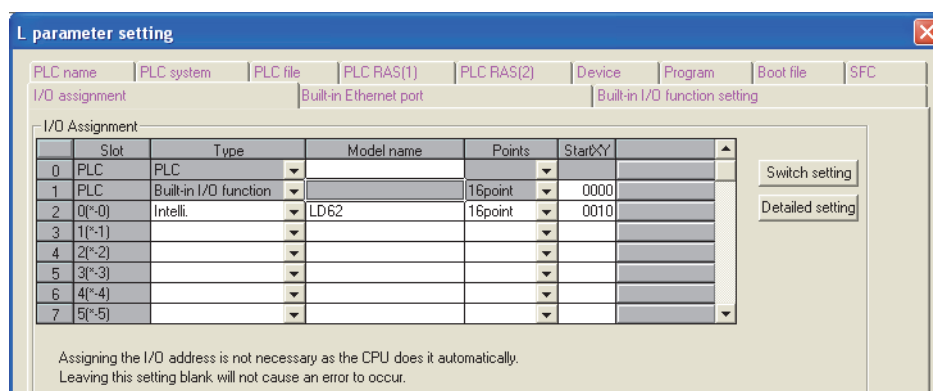 L parameter setting
PLC name PLC system PLC file PLC RAS(1) PLC RAS(2) Device Program Boot file SFC
I/O assignment Built-in Ethernet port Built-in I/O function setting
I/O Assignment
Slot Type Model name Points StartXY
0 PLC PLC
1 PLC Built-in I/O function 16point 0000
2 0(*-0) Intelli. LD62 16point 0010
3 1(*-1)
4 2(*-2)
5 3(*-3)
6 4(*-4)
7 5(*-5)
Switch setting
Detailed setting
Assigning the I/O address is not necessary as the CPU does it automatically.
Leaving this setting blank will not cause an error to occur.